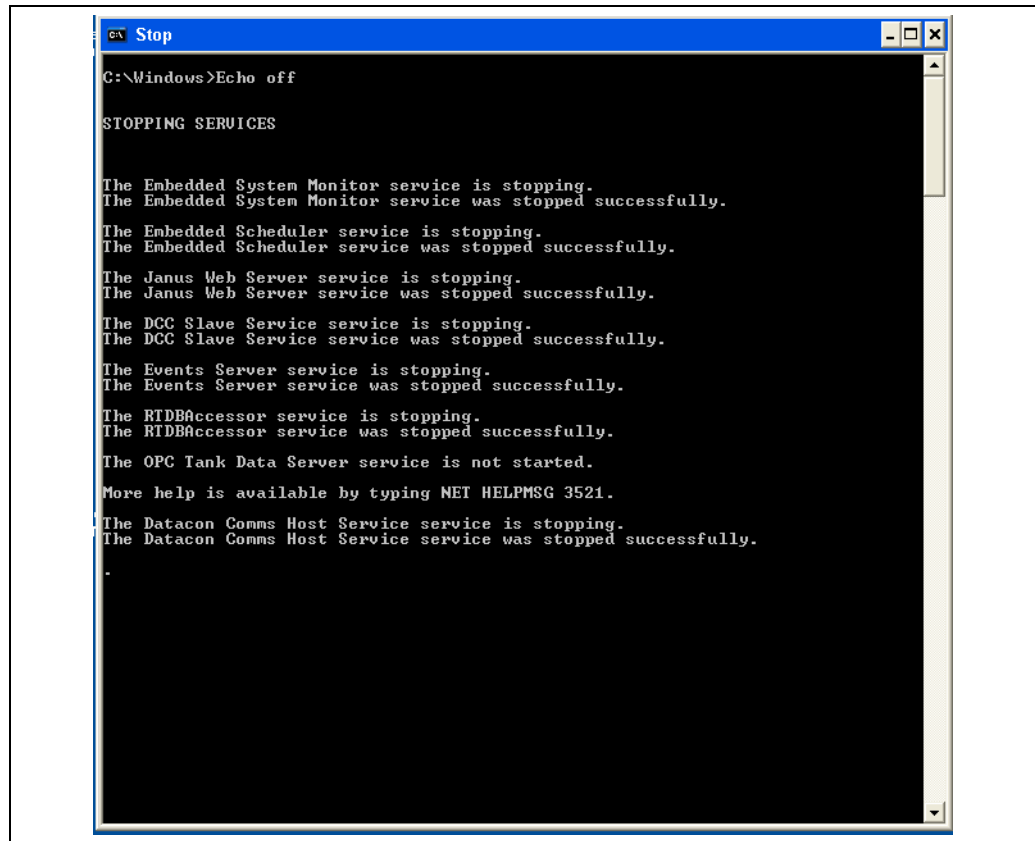 Stop
C:\Windows>Echo off
STOPPING SERVICES
The Embedded System Monitor service is stopping.
The Embedded System Monitor service was stopped successfully.
The Embedded Scheduler service is stopping.
The Embedded Scheduler service was stopped successfully.
The Janus Web Server service is stopping.
The Janus Web Server service was stopped successfully.
The DCC Slave Service service is stopping.
The DCC Slave Service service was stopped successfully.
The Events Server service is stopping.
The Events Server service was stopped successfully.
The RTDBAccessor service is stopping.
The RTDBAccessor service was stopped successfully.
The OPC Tank Data Server service is not started.
More help is available by typing NET HELPMSG 3521.
The Datacon Comms Host Service service is stopping.
The Datacon Comms Host Service service was stopped successfully.
.